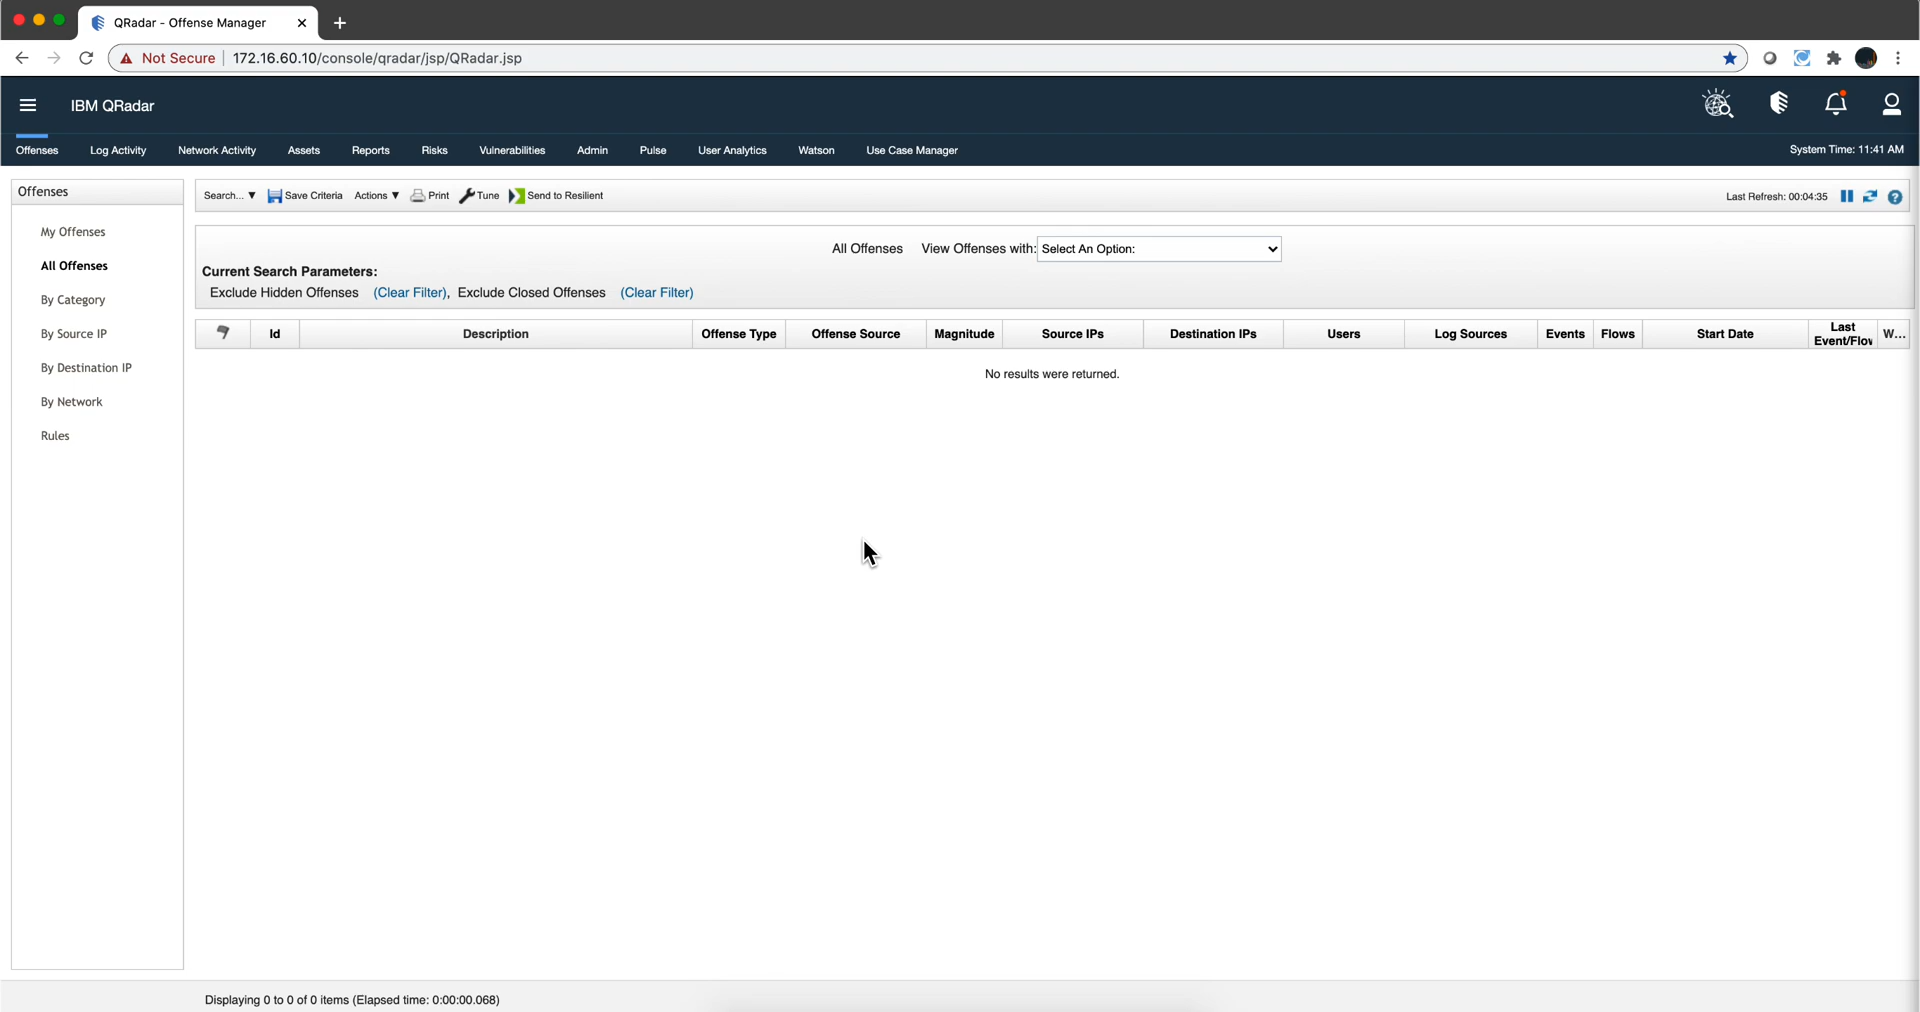 QRadar - Offense Manager
Not Secure 172.16.60.10/console/qradar/jsp/QRadar.jsp
IBM QRadar
Offenses Log Activity Network Activity Assets Reports Risks Vulnerabilities Admin Pulse User Analytics Watson Use Case Manager System Time: 11:41 AM
Offenses
My Offenses
All Offenses
By Category
By Source IP
By Destination IP
By Network
Rules
Search... Save Criteria Actions Print Tune Send to Resilient Last Refresh: 00:04:35
All Offenses View Offenses with: Select An Option:
Current Search Parameters:
Exclude Hidden Offenses (Clear Filter), Exclude Closed Offenses (Clear Filter)
Id Description Offense Type Offense Source Magnitude Source IPs Destination IPs Users Log Sources Events Flows Start Date Last W...
No results were returned.
Displaying 0 to 0 of 0 items (Elapsed time: 0:00:00.068)